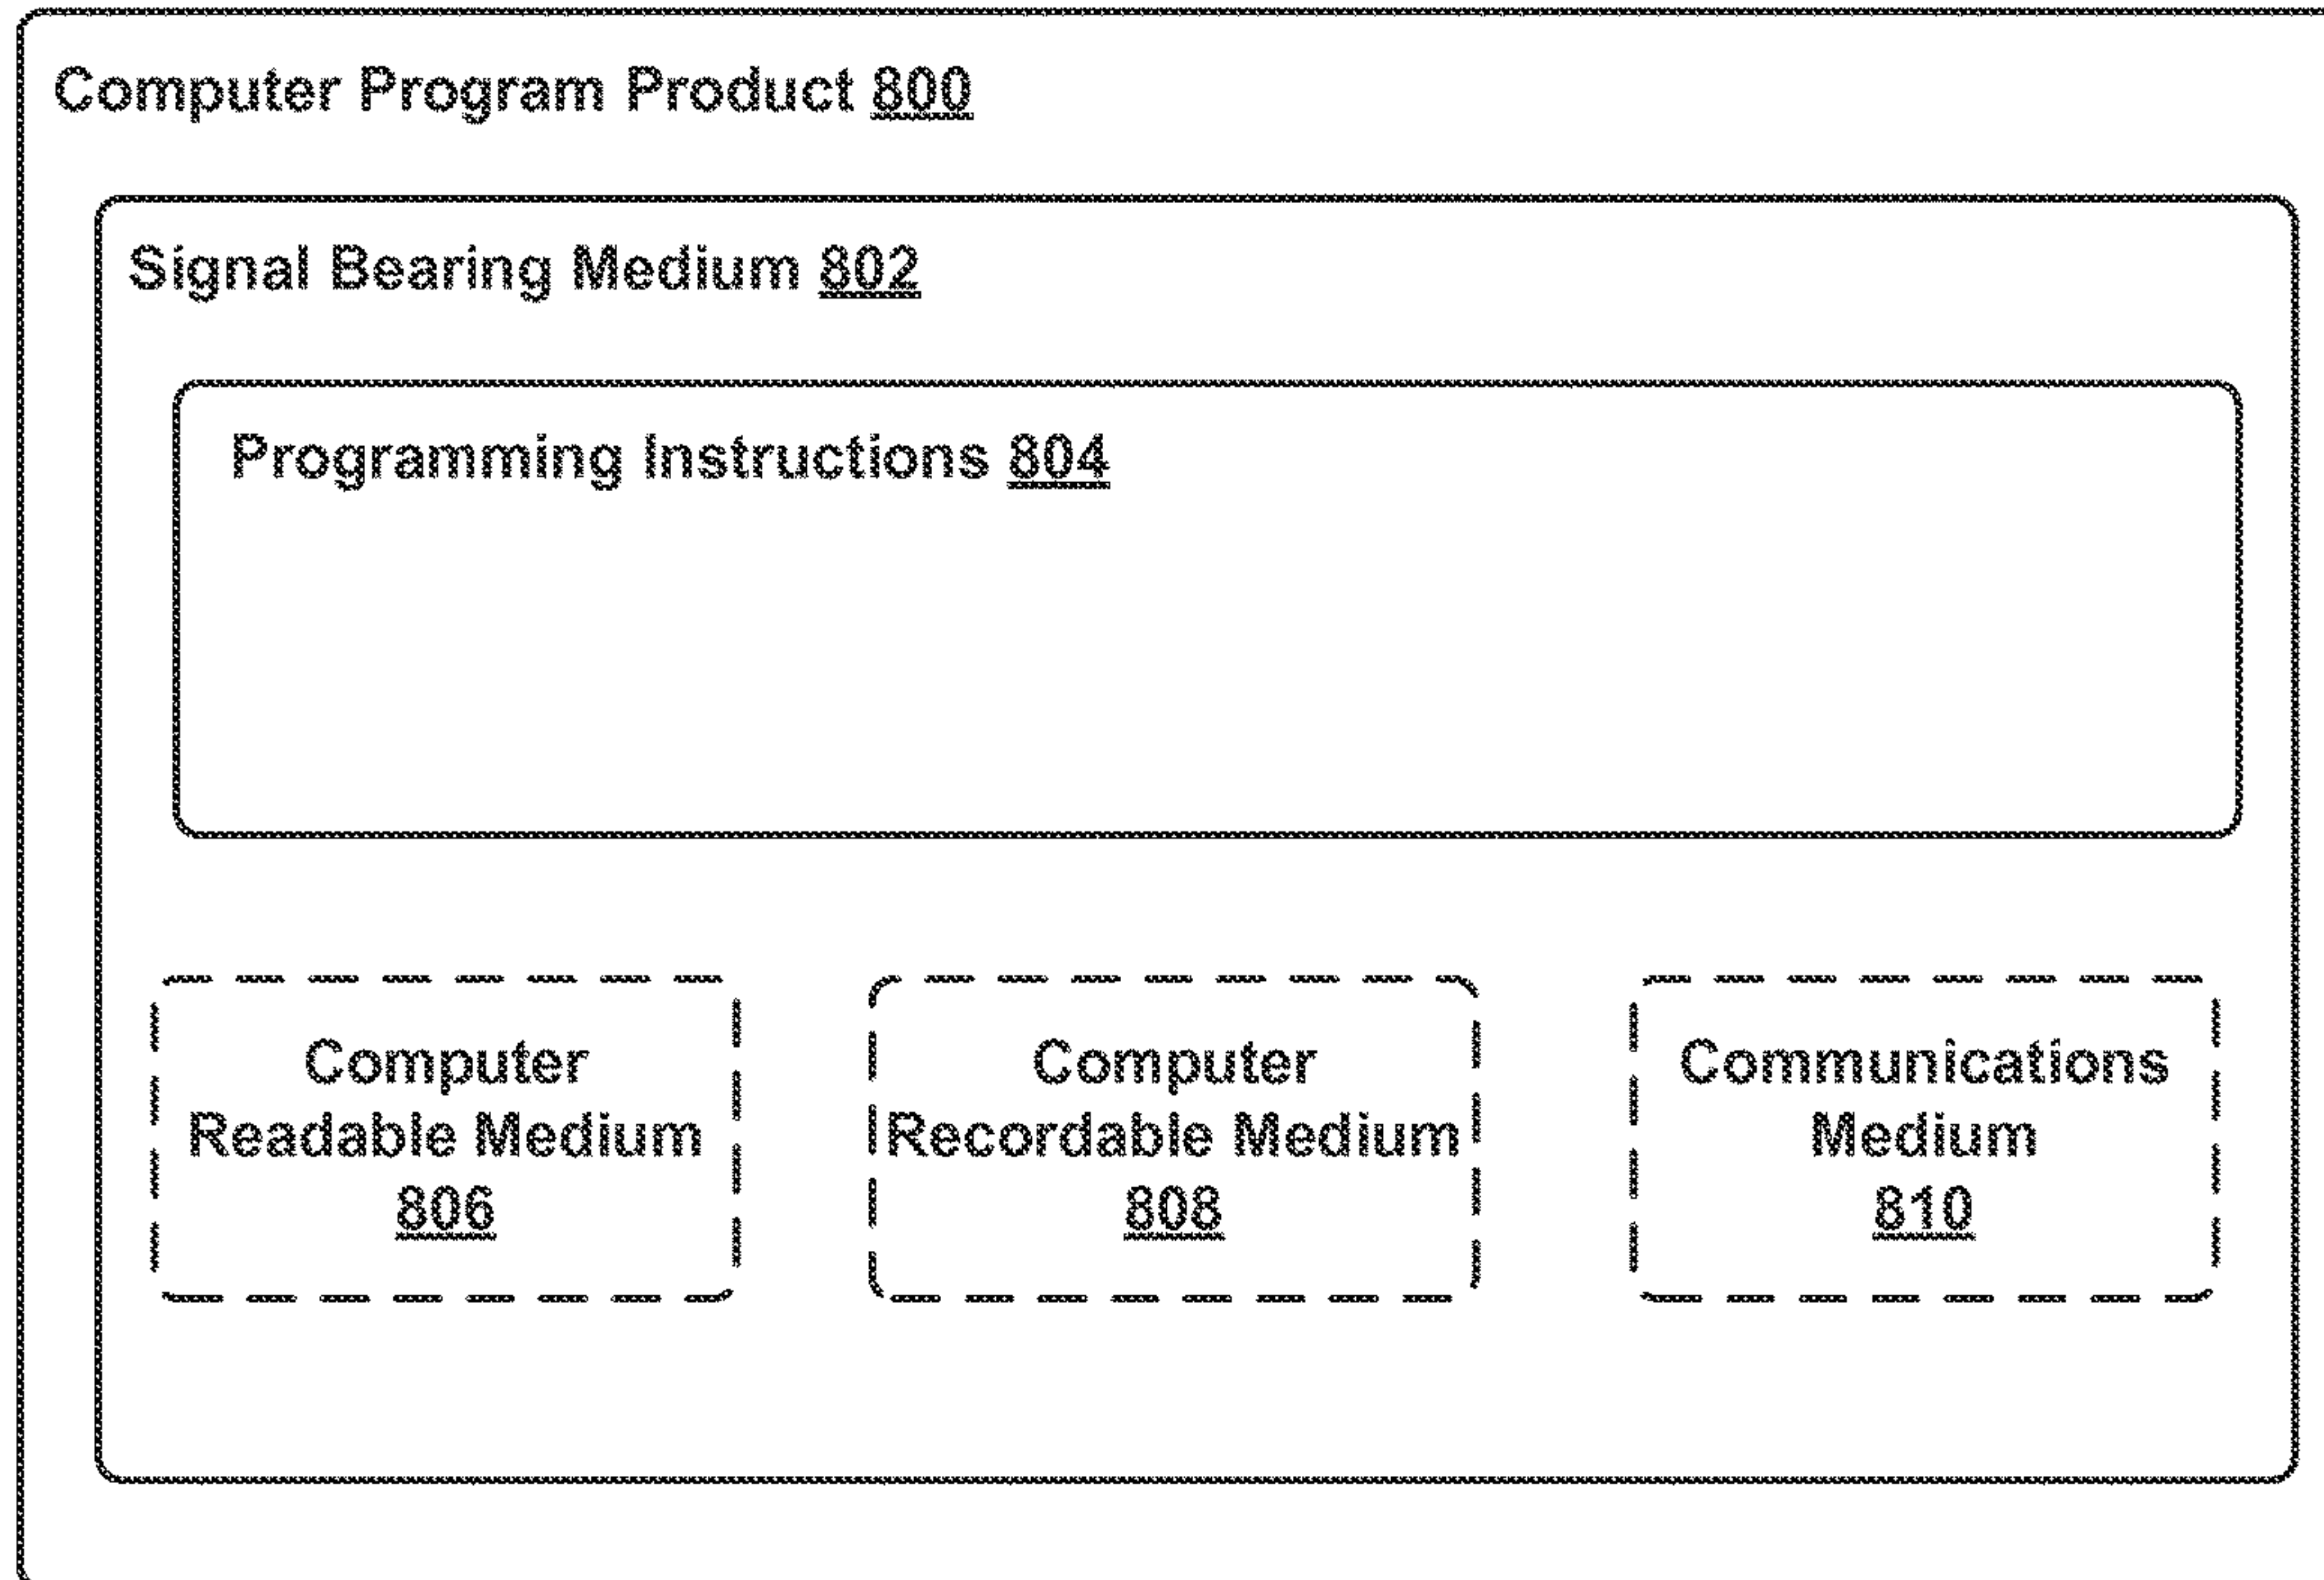 Computer Program Product 800
Signal Bearing Medium 802
Programming Instructions 804
Computer
Readable Medium
806
Computer
Recordable Medium
808
Communications
Medium
810